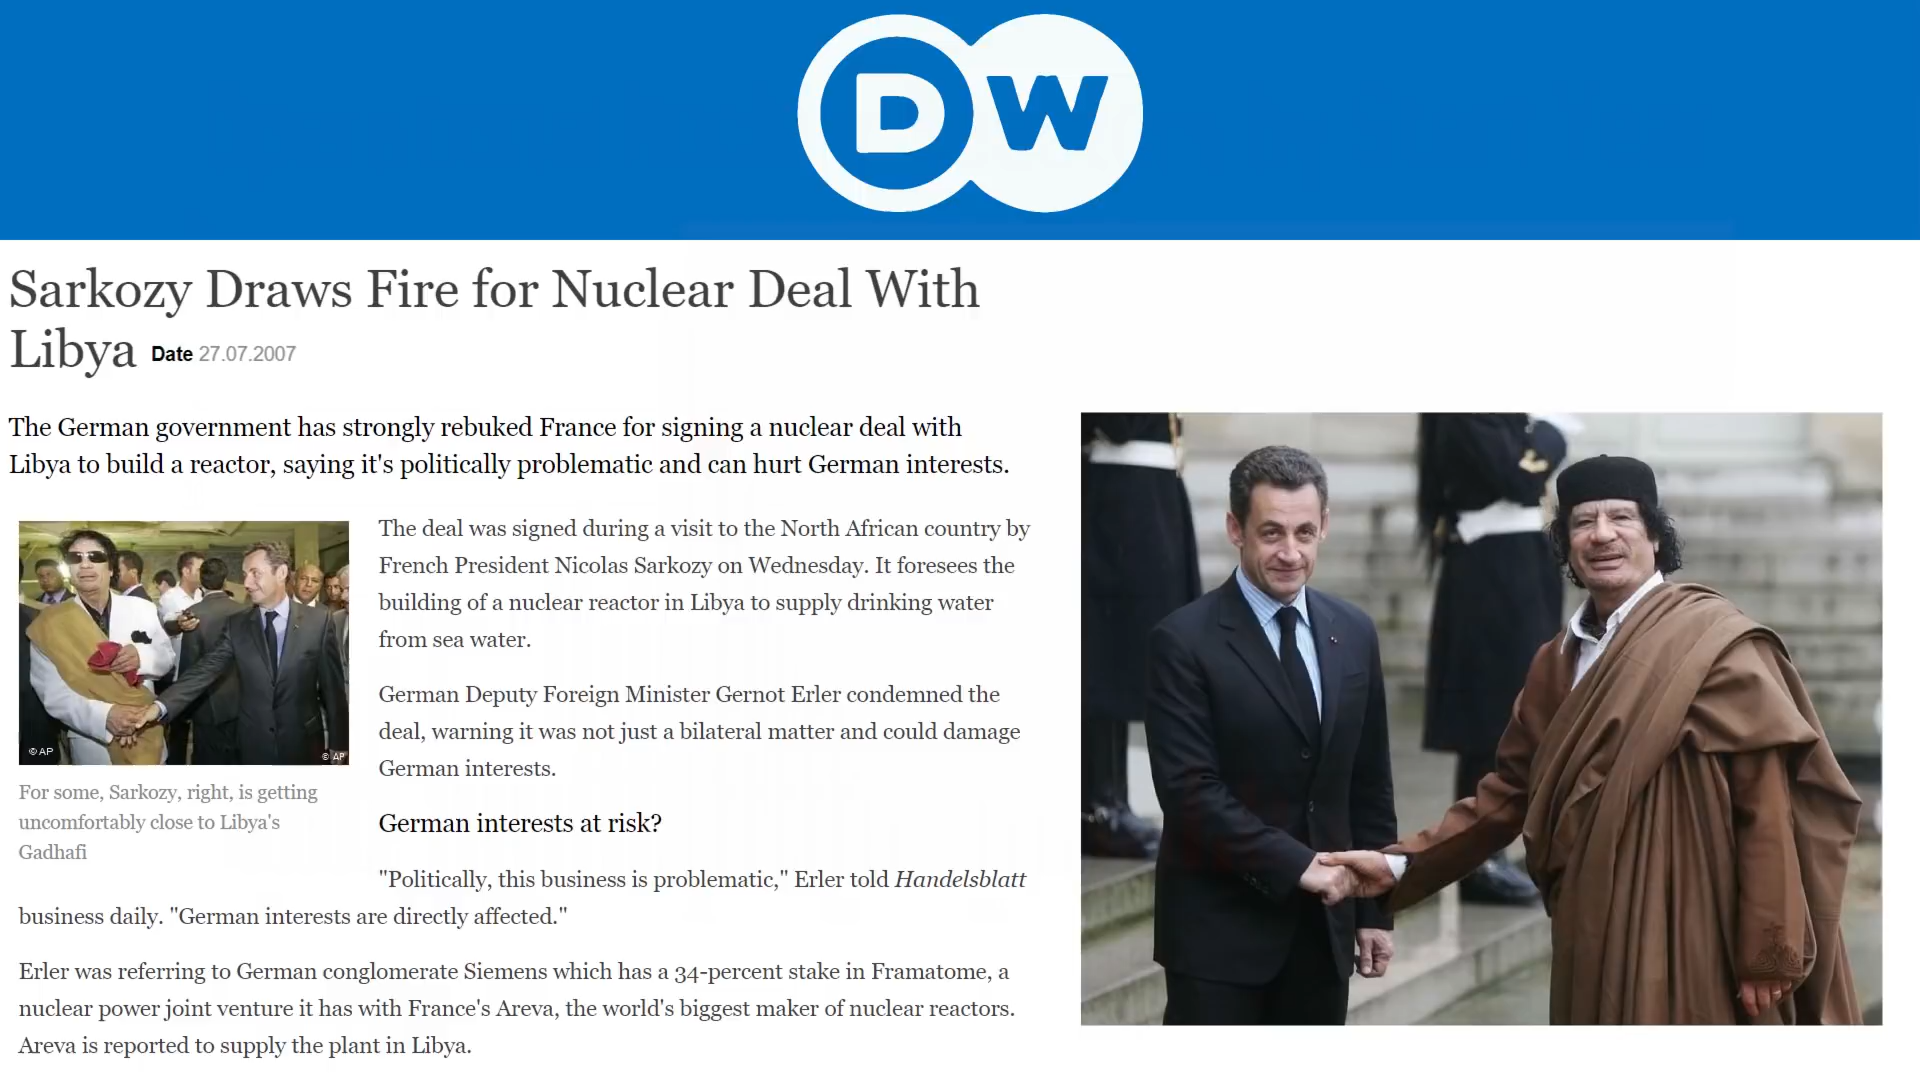 DW
Sarkozy Draws Fire for Nuclear Deal With
Libya Date 27.07.2007
The German government has strongly rebuked France for signing a nuclear deal with
Libya to build a reactor, saying it's politically problematic and can hurt German interests.
© AP
© AP
For some, Sarkozy, right, is getting
uncomfortably close to Libya's
Gadhafi
The deal was signed during a visit to the North African country by
French President Nicolas Sarkozy on Wednesday. It foresees the
building of a nuclear reactor in Libya to supply drinking water
from sea water.
German Deputy Foreign Minister Gernot Erler condemned the
deal, warning it was not just a bilateral matter and could damage
German interests.
German interests at risk?
"Politically, this business is problematic," Erler told Handelsblatt
business daily. "German interests are directly affected."
Erler was referring to German conglomerate Siemens which has a 34-percent stake in Framatome, a
nuclear power joint venture it has with France's Areva, the world's biggest maker of nuclear reactors.
Areva is reported to supply the plant in Libya.